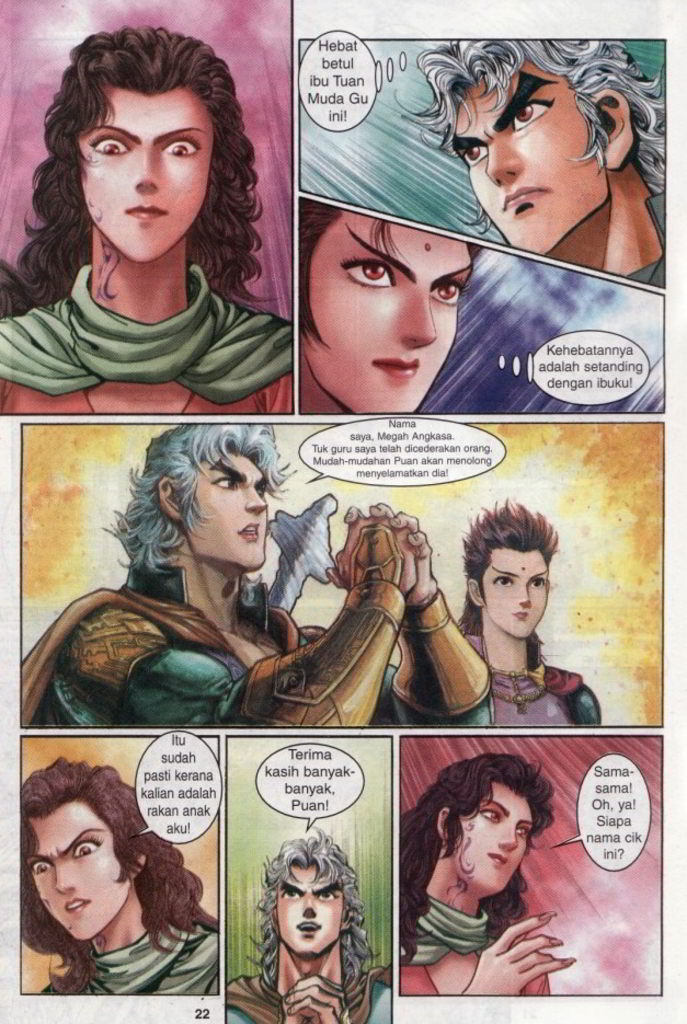 Hebat
betul
ibu Tuan
Muda Gu
ini!
Kehebatannya
adalah setanding
dengan ibuku!
Nama
saya, Megah Angkasa.
Tuk guru saya telah dicederakan orang.
Mudah-mudahan Puan akan menolong
menyelamatkan dia!
Itu
sudah
pasti kerana
kalian adalah
rakan anak
aku!
Terima
kasih banyak-
banyak,
Puan!
Sama-
sama!
Oh, ya!
Siapa
nama cik
ini?
22